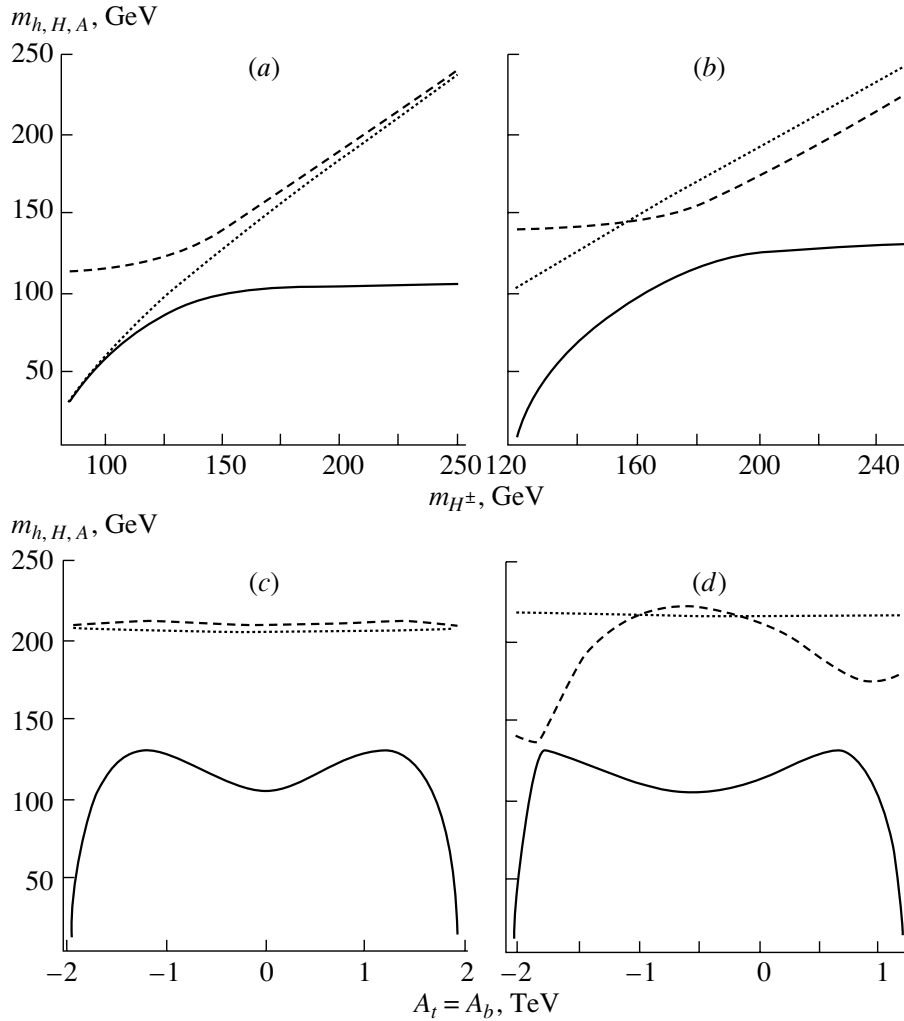 m_{h, H, A}, GeV
250
200
150
100
50
(a)
(b)
100 150 200 250 120 160 200 240
m_{H^±}, GeV
m_{h, H, A}, GeV
250
200
150
100
50
(c)
(d)
−2 −1 0 1 2 −2 −1 0 1
A_t = A_b, TeV